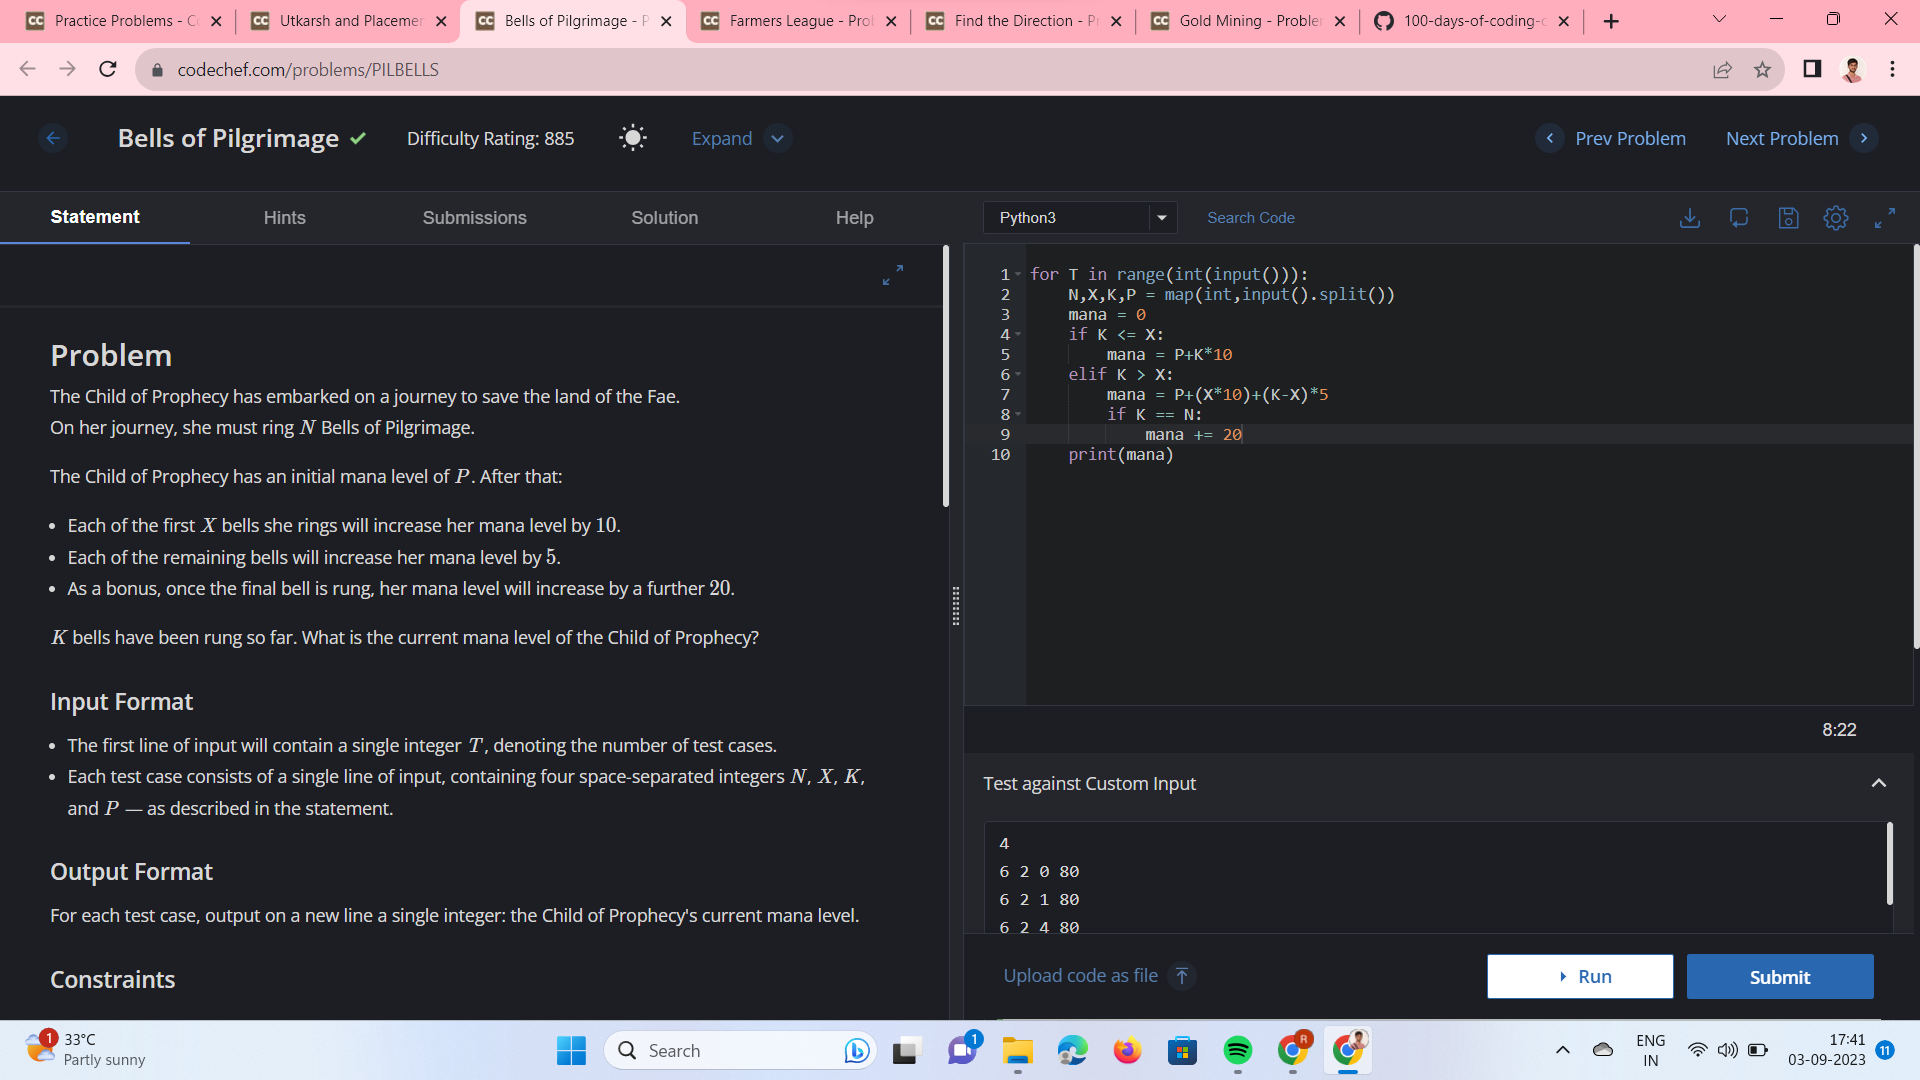 Practice Problems - C
Utkarsh and Placemen
Bells of Pilgrimage - P
Farmers League - Prob
Find the Direction - Pr
Gold Mining - Problem
100-days-of-coding-c
codechef.com/problems/PILBELLS
Bells of Pilgrimage
Difficulty Rating: 885
Expand
Prev Problem
Next Problem
Statement
Hints
Submissions
Solution
Help
Python3
Search Code
Problem
The Child of Prophecy has embarked on a journey to save the land of the Fae.
On her journey, she must ring N Bells of Pilgrimage.
The Child of Prophecy has an initial mana level of P. After that:
• Each of the first X bells she rings will increase her mana level by 10.
• Each of the remaining bells will increase her mana level by 5.
• As a bonus, once the final bell is rung, her mana level will increase by a further 20.
K bells have been rung so far. What is the current mana level of the Child of Prophecy?
Input Format
• The first line of input will contain a single integer T, denoting the number of test cases.
• Each test case consists of a single line of input, containing four space-separated integers N, X, K,
and P — as described in the statement.
Output Format
For each test case, output on a new line a single integer: the Child of Prophecy's current mana level.
Constraints
1 for T in range(int(input())):
2     N,X,K,P = map(int,input().split())
3     mana = 0
4     if K <= X:
5         mana = P+K*10
6     elif K > X:
7         mana = P+(X*10)+(K-X)*5
8         if K == N:
9             mana += 20
10     print(mana)
8:22
Test against Custom Input
4
6 2 0 80
6 2 1 80
6 2 4 80
Upload code as file
Run
Submit
1
33°C
Partly sunny
Search
1
R
ENG
IN
17:41
03-09-2023
11